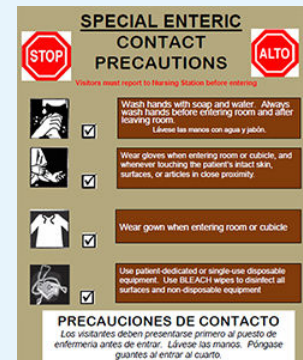 SPECIAL ENTERIC
CONTACT
PRECAUTIONS
STOP
ALTO
Visitors must report to Nursing Station before entering
Wash hands with soap and water. Always
wash hands before entering room and after
leaving room.
Lávese las manos con agua y jabón.
Wear gloves when entering room or cubicle, and
whenever touching the patient's intact skin,
surfaces, or articles in close proximity.
Wear gown when entering room or cubicle
Use patient-dedicated or single-use disposable
equipment. Use BLEACH wipes to disinfect all
surfaces and non-disposable equipment
PRECAUCIONES DE CONTACTO
Los visitantes deben presentarse primero al puesto de
enfermeria antes de entrar. Lávese las manos. Póngase
guantes al entrar al cuarto.